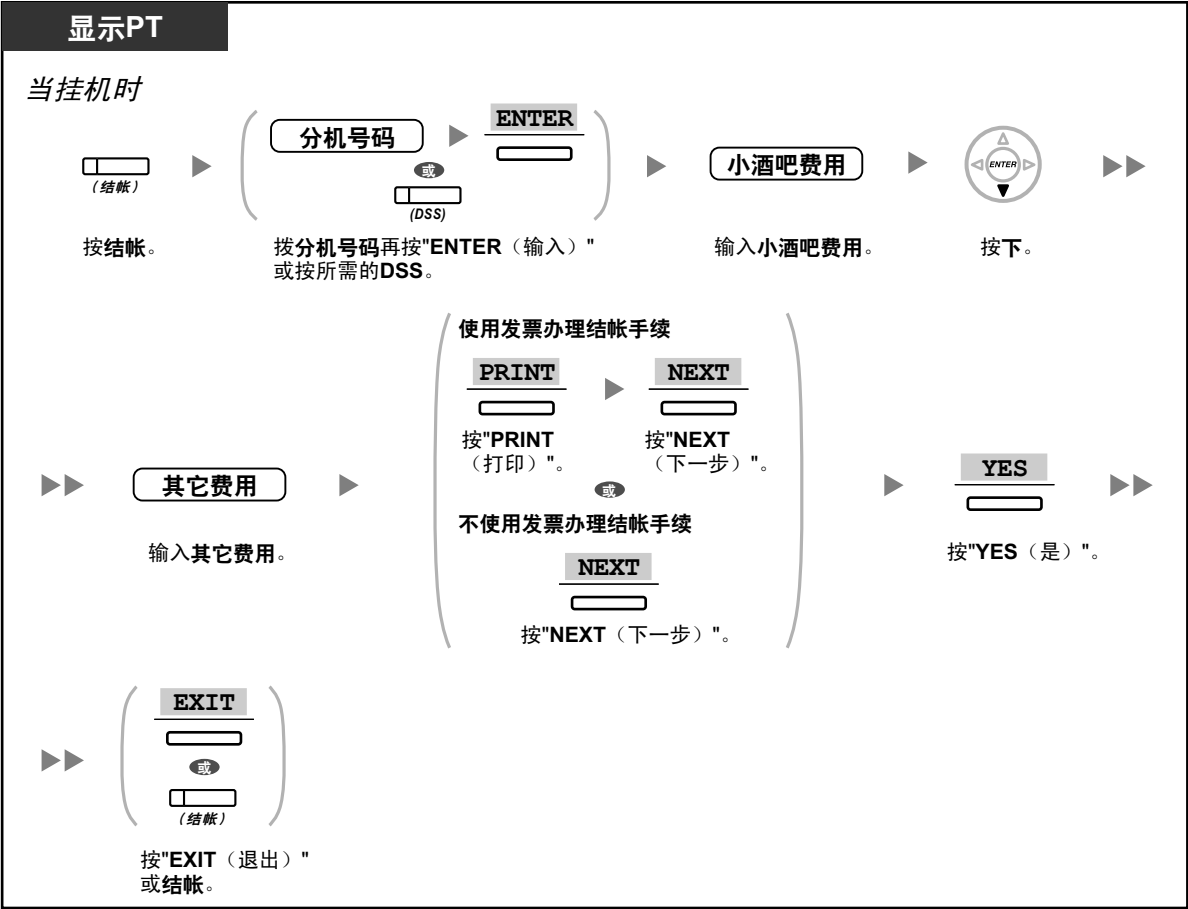 显示PT
当挂机时
（结帐）
按结帐。
分机号码
ENTER
或
(DSS)
拨分机号码再按"ENTER（输入）"
或按所需的DSS。
小酒吧费用
输入小酒吧费用。
ENTER
按下。
其它费用
输入其它费用。
使用发票办理结帐手续
PRINT
按"PRINT
（打印）"。
NEXT
按"NEXT
（下一步）"。
或
不使用发票办理结帐手续
NEXT
按"NEXT（下一步）"。
YES
按"YES（是）"。
EXIT
或
（结帐）
按"EXIT（退出）"
或结帐。